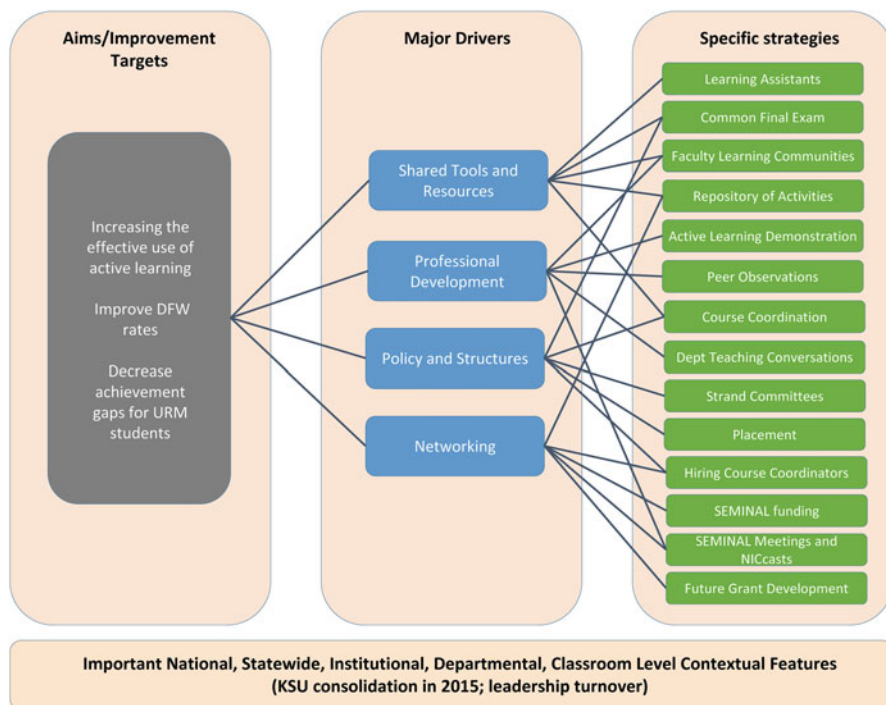 Aims/Improvement
Targets
Increasing the
effective use of
active learning
Improve DFW
rates
Decrease
achievement
gaps for URM
students
Major Drivers
Shared Tools and
Resources
Professional
Development
Policy and Structures
Networking
Specific strategies
Learning Assistants
Common Final Exam
Faculty Learning Communities
Repository of Activities
Active Learning Demonstration
Peer Observations
Course Coordination
Dept Teaching Conversations
Strand Committees
Placement
Hiring Course Coordinators
SEMINAL funding
SEMINAL Meetings and
NICcasts
Future Grant Development
Important National, Statewide, Institutional, Departmental, Classroom Level Contextual Features
(KSU consolidation in 2015; leadership turnover)